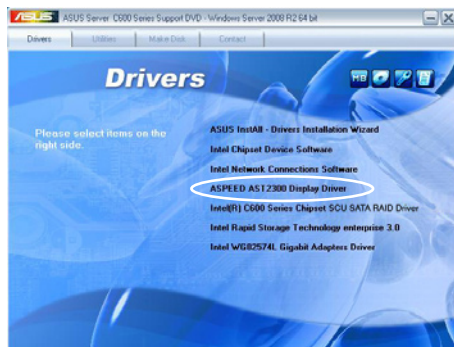 ASUS ASUS Server C600 Series Support DVD - Windows Server 2008 R2 64 bit
Drivers Utilities Make Disk Contact
Drivers
MB
Please select items on the
right side.
ASUS InstAll - Drivers Installation Wizard
Intel Chipset Device Software
Intel Network Connections Software
ASPEED AST2300 Display Driver
Intel(R) C600 Series Chipset SCU SATA RAID Driver
Intel Rapid Storage Technology enterprise 3.0
Intel WG82574L Gigabit Adapters Driver